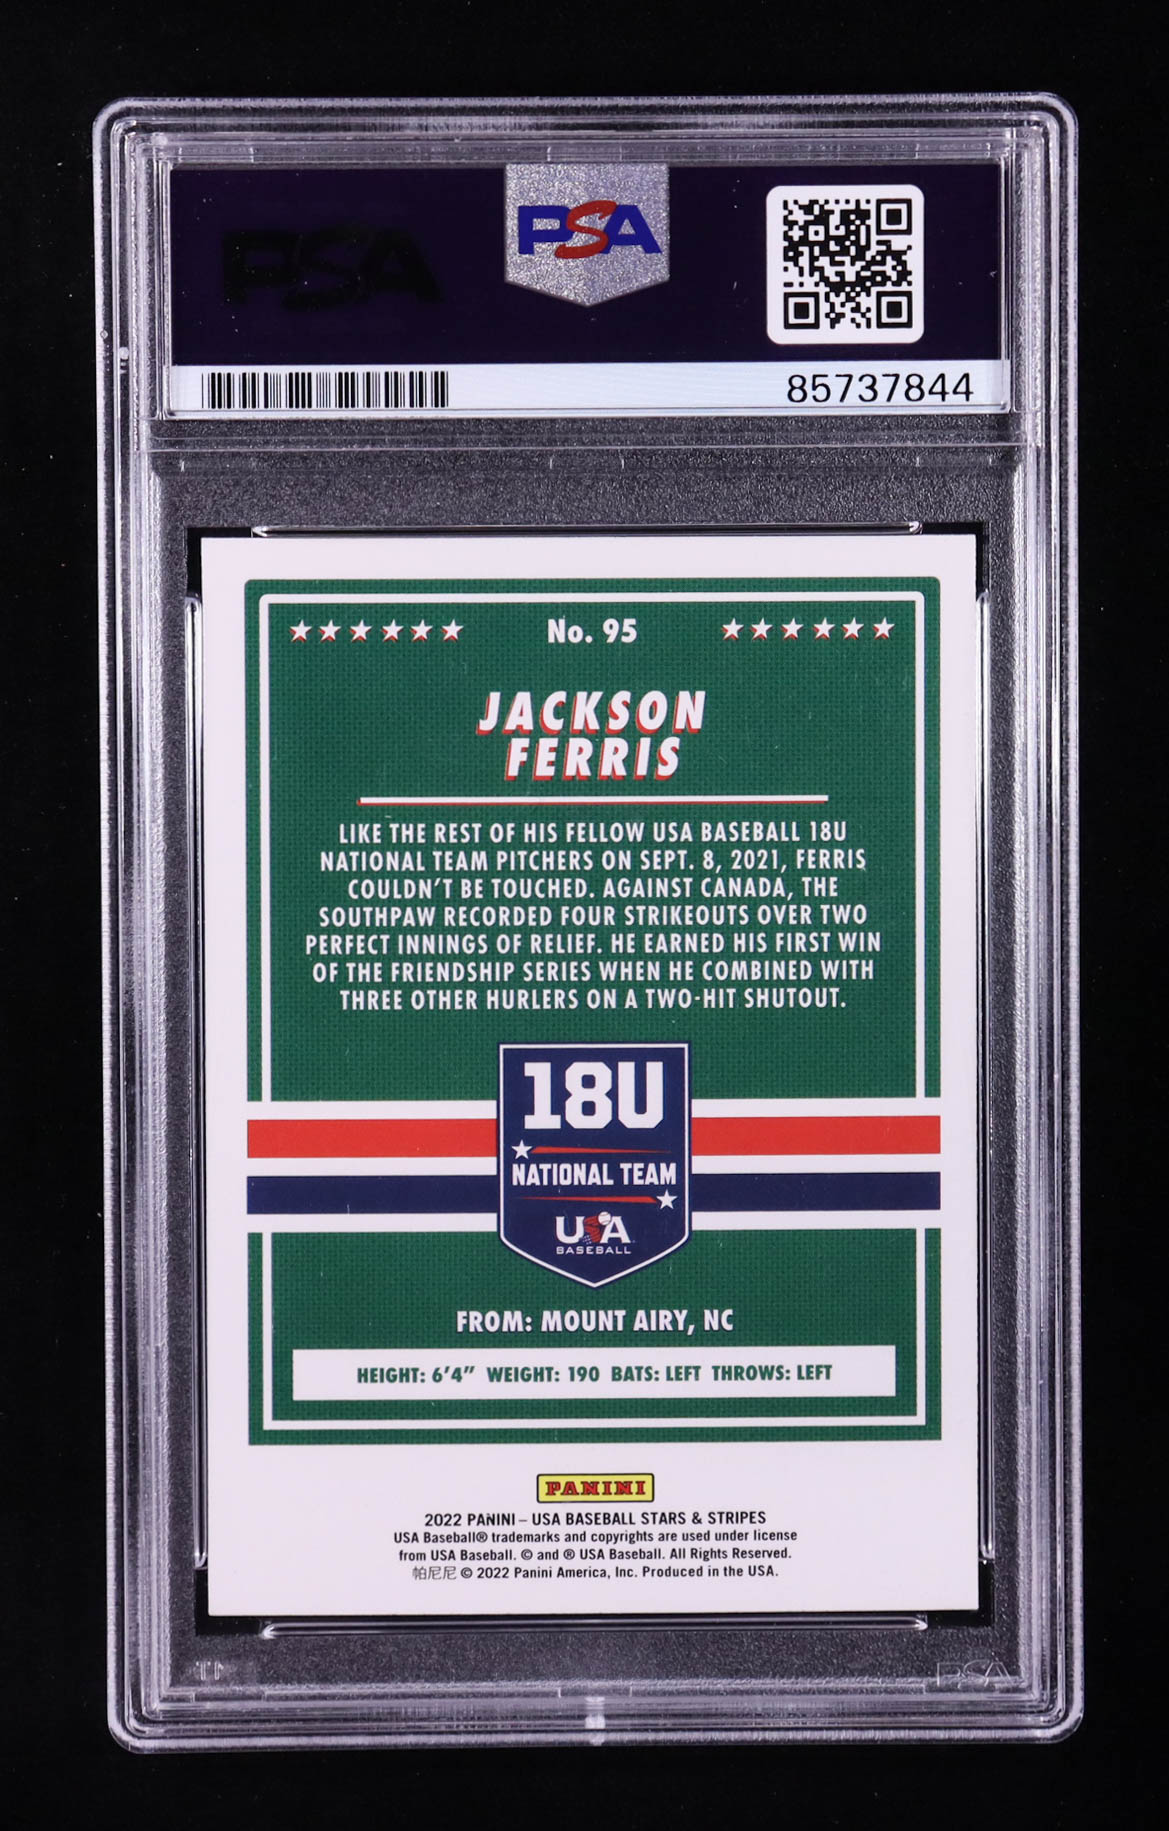 PSA
PSA
85737844
No. 95
JACKSON
FERRIS
LIKE THE REST OF HIS FELLOW USA BASEBALL 18U
NATIONAL TEAM PITCHERS ON SEPT. 8, 2021, FERRIS
COULDN'T BE TOUCHED. AGAINST CANADA, THE
SOUTHPAW RECORDED FOUR STRIKEOUTS OVER TWO
PERFECT INNINGS OF RELIEF. HE EARNED HIS FIRST WIN
OF THE FRIENDSHIP SERIES WHEN HE COMBINED WITH
THREE OTHER HURLERS ON A TWO-HIT SHUTOUT.
18U
NATIONAL TEAM
USA
BASEBALL
FROM: MOUNT AIRY, NC
HEIGHT: 6'4" WEIGHT: 190 BATS: LEFT THROWS: LEFT
PANINI
2022 PANINI – USA BASEBALL STARS & STRIPES
USA Baseball® trademarks and copyrights are used under license
from USA Baseball. © and ® USA Baseball. All Rights Reserved.
帕尼尼 © 2022 Panini America, Inc. Produced in the USA.
PSA